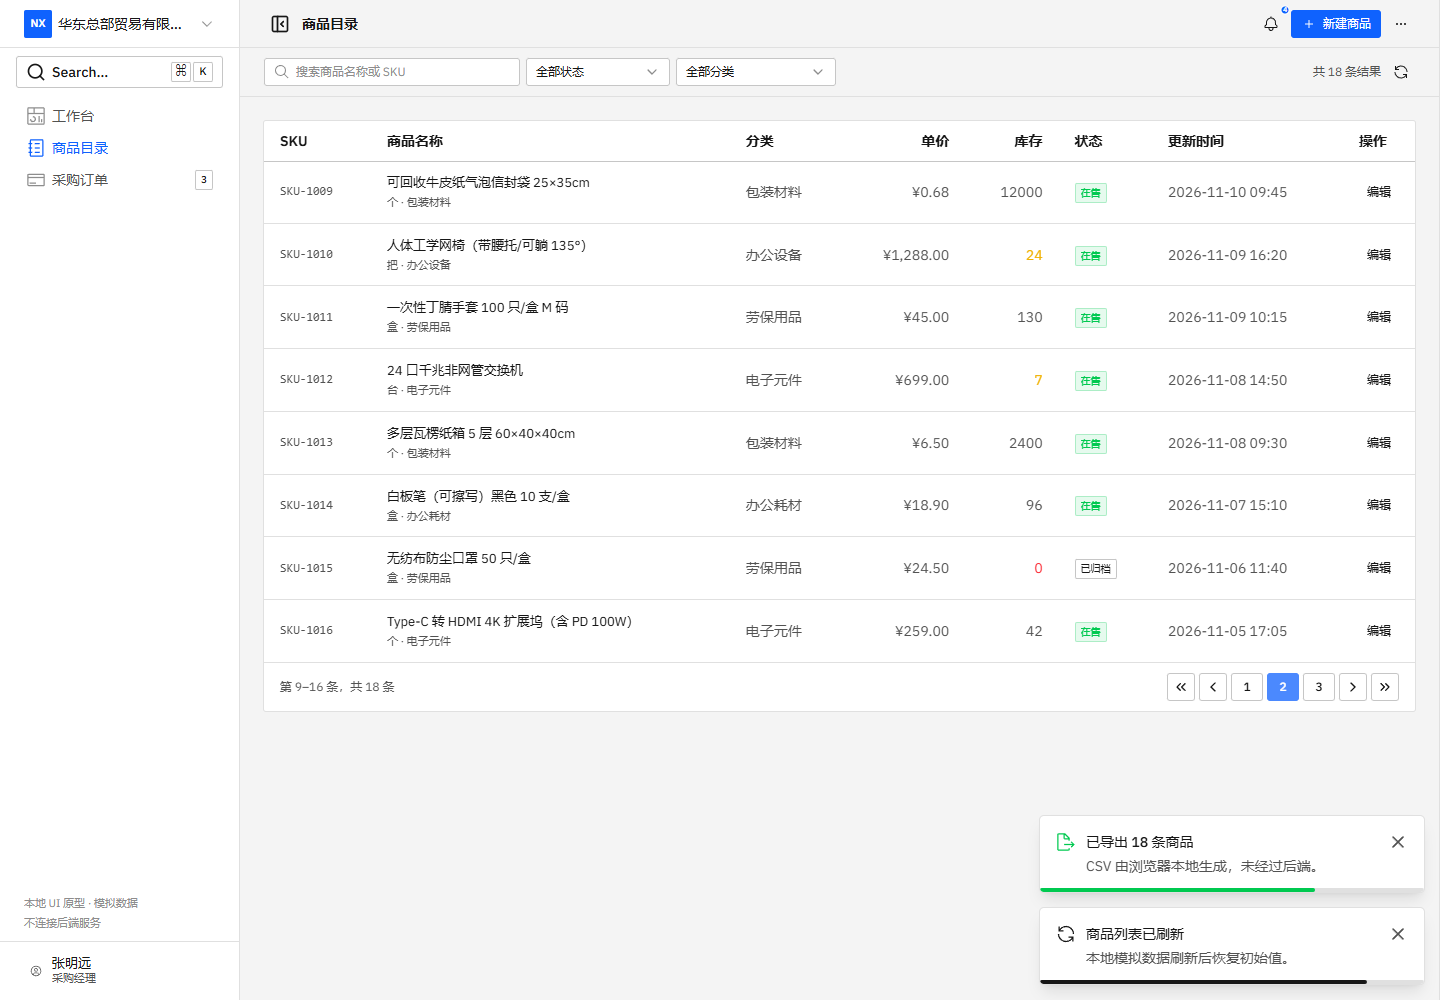 NX 华东总部贸易有限...
Search... ⌘ K
工作台
商品目录
采购订单 3
本地 UI 原型 · 模拟数据
不连接后端服务
张明远
采购经理
商品目录
4
+ 新建商品 ...
搜索商品名称或 SKU 全部状态 全部分类 共 18 条结果
SKU 商品名称 分类 单价 库存 状态 更新时间 操作
SKU-1009 可回收牛皮纸气泡信封袋 25×35cm 包装材料 ¥0.68 12000 在售 2026-11-10 09:45 编辑
个 · 包装材料
SKU-1010 人体工学网椅（带腰托/可躺 135°） 办公设备 ¥1,288.00 24 在售 2026-11-09 16:20 编辑
把 · 办公设备
SKU-1011 一次性丁腈手套 100 只/盒 M 码 劳保用品 ¥45.00 130 在售 2026-11-09 10:15 编辑
盒 · 劳保用品
SKU-1012 24 口千兆非网管交换机 电子元件 ¥699.00 7 在售 2026-11-08 14:50 编辑
台 · 电子元件
SKU-1013 多层瓦楞纸箱 5 层 60×40×40cm 包装材料 ¥6.50 2400 在售 2026-11-08 09:30 编辑
个 · 包装材料
SKU-1014 白板笔（可擦写）黑色 10 支/盒 办公耗材 ¥18.90 96 在售 2026-11-07 15:10 编辑
盒 · 办公耗材
SKU-1015 无纺布防尘口罩 50 只/盒 劳保用品 ¥24.50 0 已归档 2026-11-06 11:40 编辑
盒 · 劳保用品
SKU-1016 Type-C 转 HDMI 4K 扩展坞（含 PD 100W） 电子元件 ¥259.00 42 在售 2026-11-05 17:05 编辑
个 · 电子元件
第 9–16 条，共 18 条 « ‹ 1 2 3 › »
已导出 18 条商品
CSV 由浏览器本地生成，未经过后端。
商品列表已刷新
本地模拟数据刷新后恢复初始值。